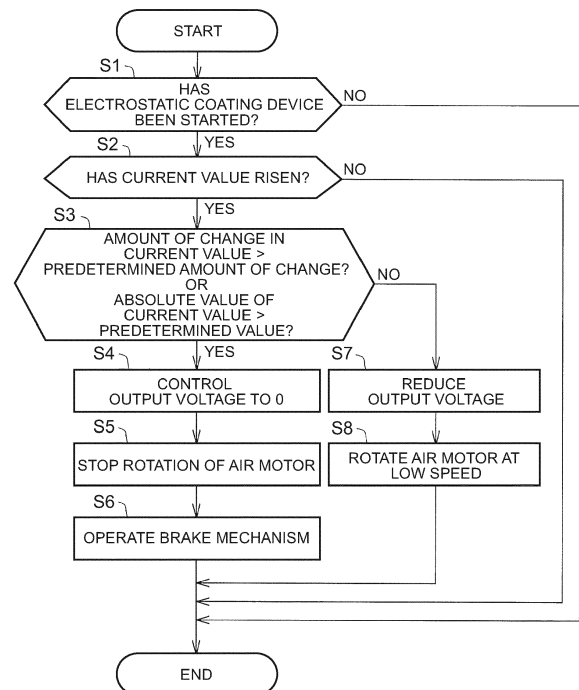 START
S1
HAS
ELECTROSTATIC COATING DEVICE
BEEN STARTED?
NO
YES
S2
HAS CURRENT VALUE RISEN?
NO
YES
S3
AMOUNT OF CHANGE IN
CURRENT VALUE >
PREDETERMINED AMOUNT OF CHANGE?
OR
ABSOLUTE VALUE OF
CURRENT VALUE >
PREDETERMINED VALUE?
NO
YES
S4
CONTROL
OUTPUT VOLTAGE TO 0
S7
REDUCE
OUTPUT VOLTAGE
S5
STOP ROTATION OF AIR MOTOR
S8
ROTATE AIR MOTOR AT
LOW SPEED
S6
OPERATE BRAKE MECHANISM
END